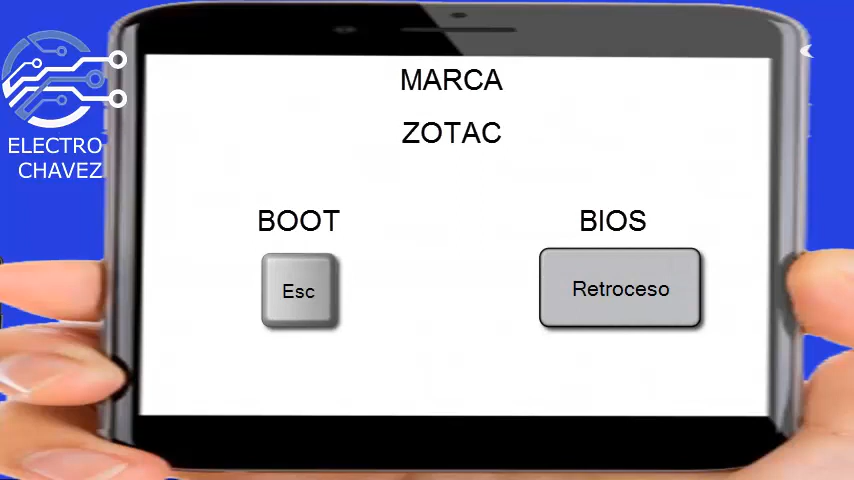 ELECTRO
CHAVEZ
MARCA
ZOTAC
BOOT
BIOS
Esc
Retroceso